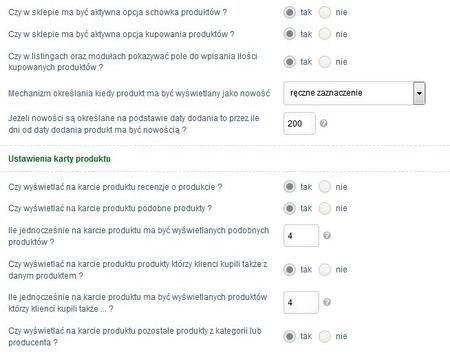 Czy w sklepie ma być aktywna opcja schowka produktów ? tak nie
Czy w sklepie ma być aktywna opcja kupowania produktów ? tak nie
Czy w listingach oraz modułach pokazywać pole do wpisania ilości
kupowanych produktów ? tak nie
Mechanizm określania kiedy produkt ma być wyświetlany jako nowość ręczne zaznaczenie
Jeżeli nowości są określane na podstawie daty dodania to przez ile
dni od daty dodania produkt ma być nowością ? 200 ?
Ustawienia karty produktu
Czy wyświetlać na karcie produktu recenzje o produkcie ? tak nie
Czy wyświetlać na karcie produktu podobne produkty ? tak nie
Ile jednocześnie na karcie produktu ma być wyświetlanych podobnych
produktów ? 4 ?
Czy wyświetlać na karcie produktu produkty którzy klienci kupili także z
danym produktem ? tak nie
Ile jednocześnie na karcie produktu ma być wyświetlanych produktów
którzy klienci kupili także ... ? 4 ?
Czy wyświetlać na karcie produktu pozostałe produkty z kategorii lub
producenta ? tak nie